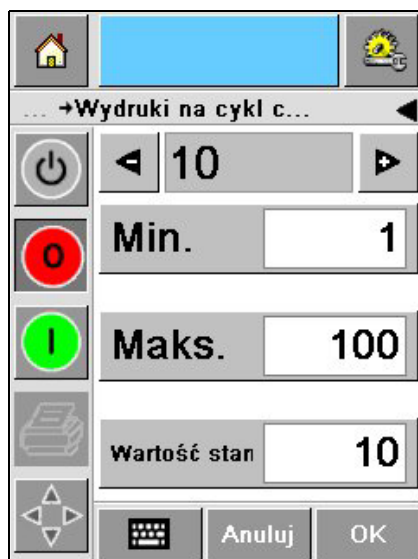 ... →Wydruki na cykl c...
10
Min. 1
Maks. 100
Wartość stan 10
Anuluj OK